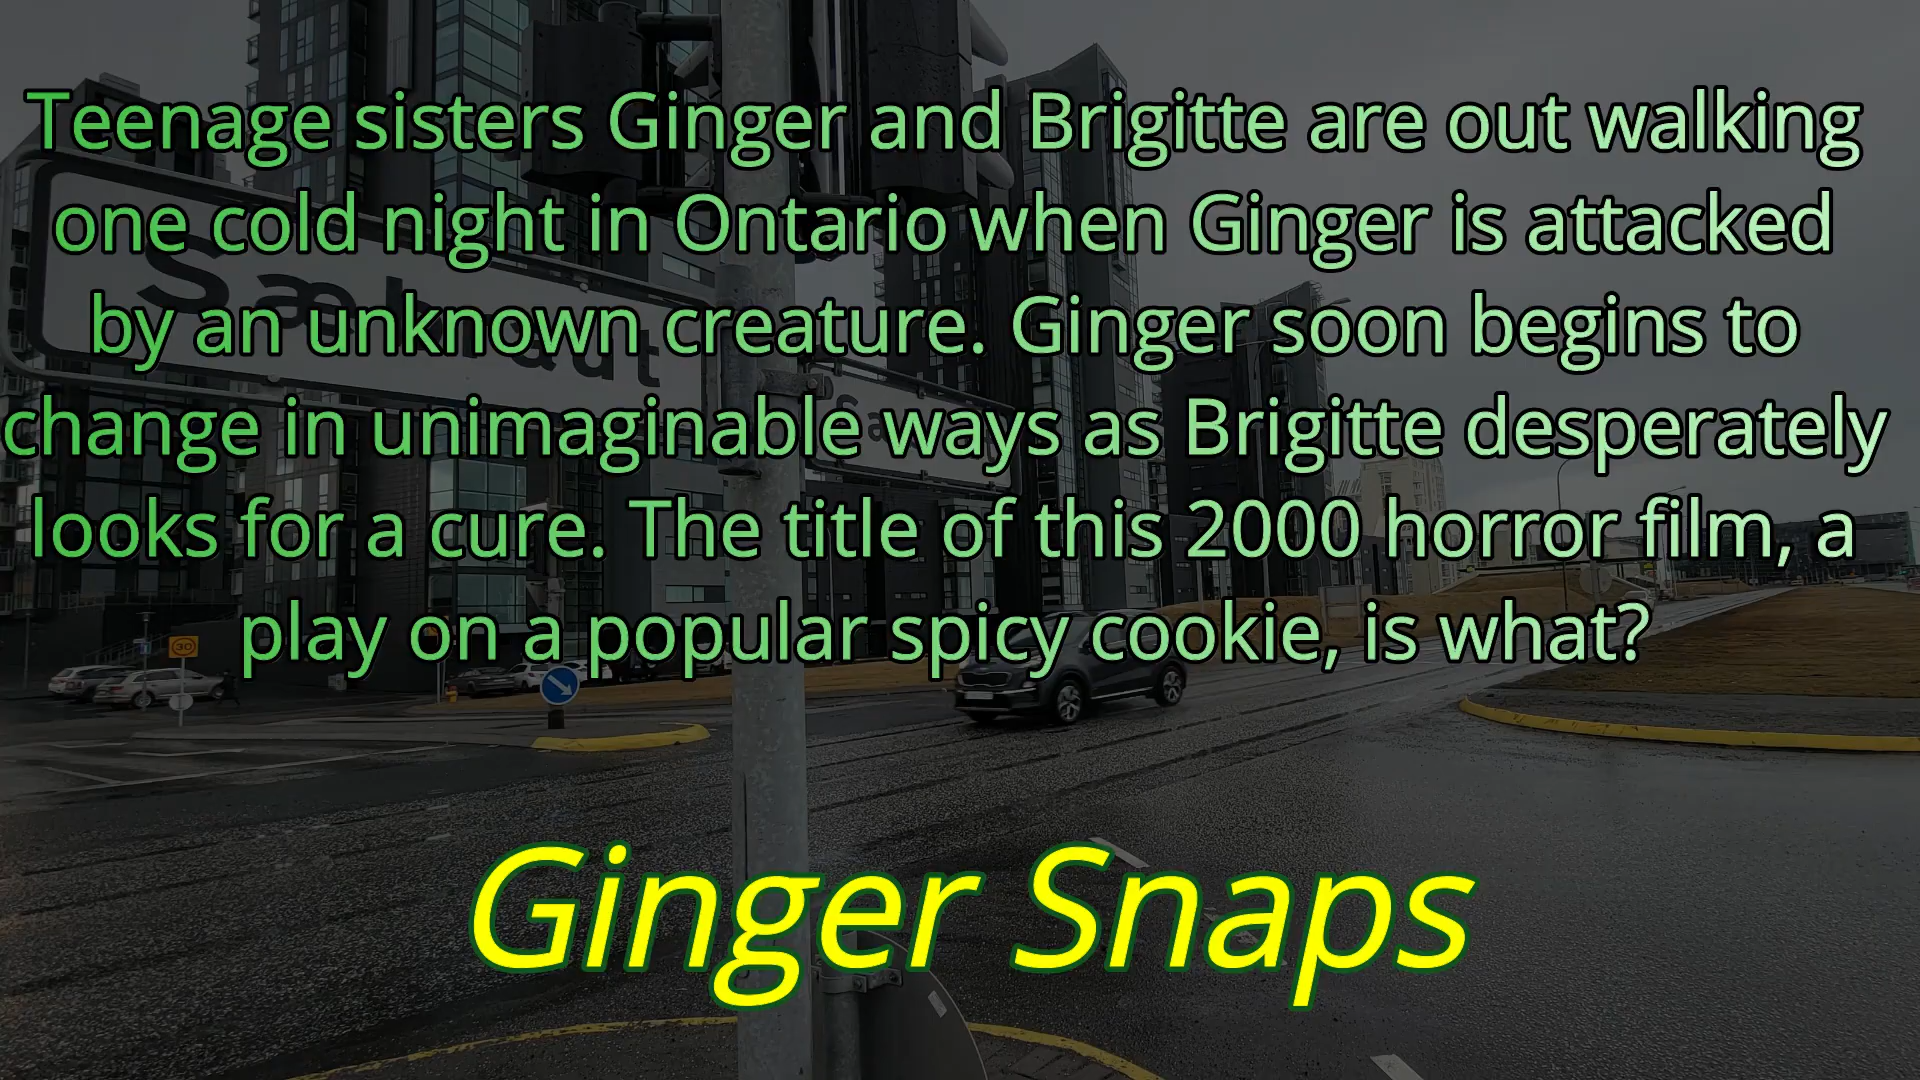 Teenage sisters Ginger and Brigitte are out walking
one cold night in Ontario when Ginger is attacked
by an unknown creature. Ginger soon begins to
change in unimaginable ways as Brigitte desperately
looks for a cure. The title of this 2000 horror film, a
play on a popular spicy cookie, is what?
Ginger Snaps
30